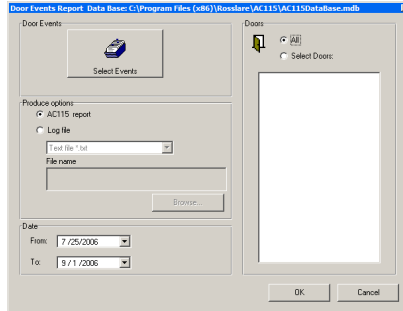 Door Events Report Data Base: C:\Program Files (x86)\Rosslare\AC115\AC115DataBase.mdb
Door Events
Select Events
Produce options
AC115 report
Log file
Text file *.txt
File name
Browse...
Date
From: 7 /25/2006
To: 9 / 1 /2006
Doors
All
Select Doors:
OK
Cancel